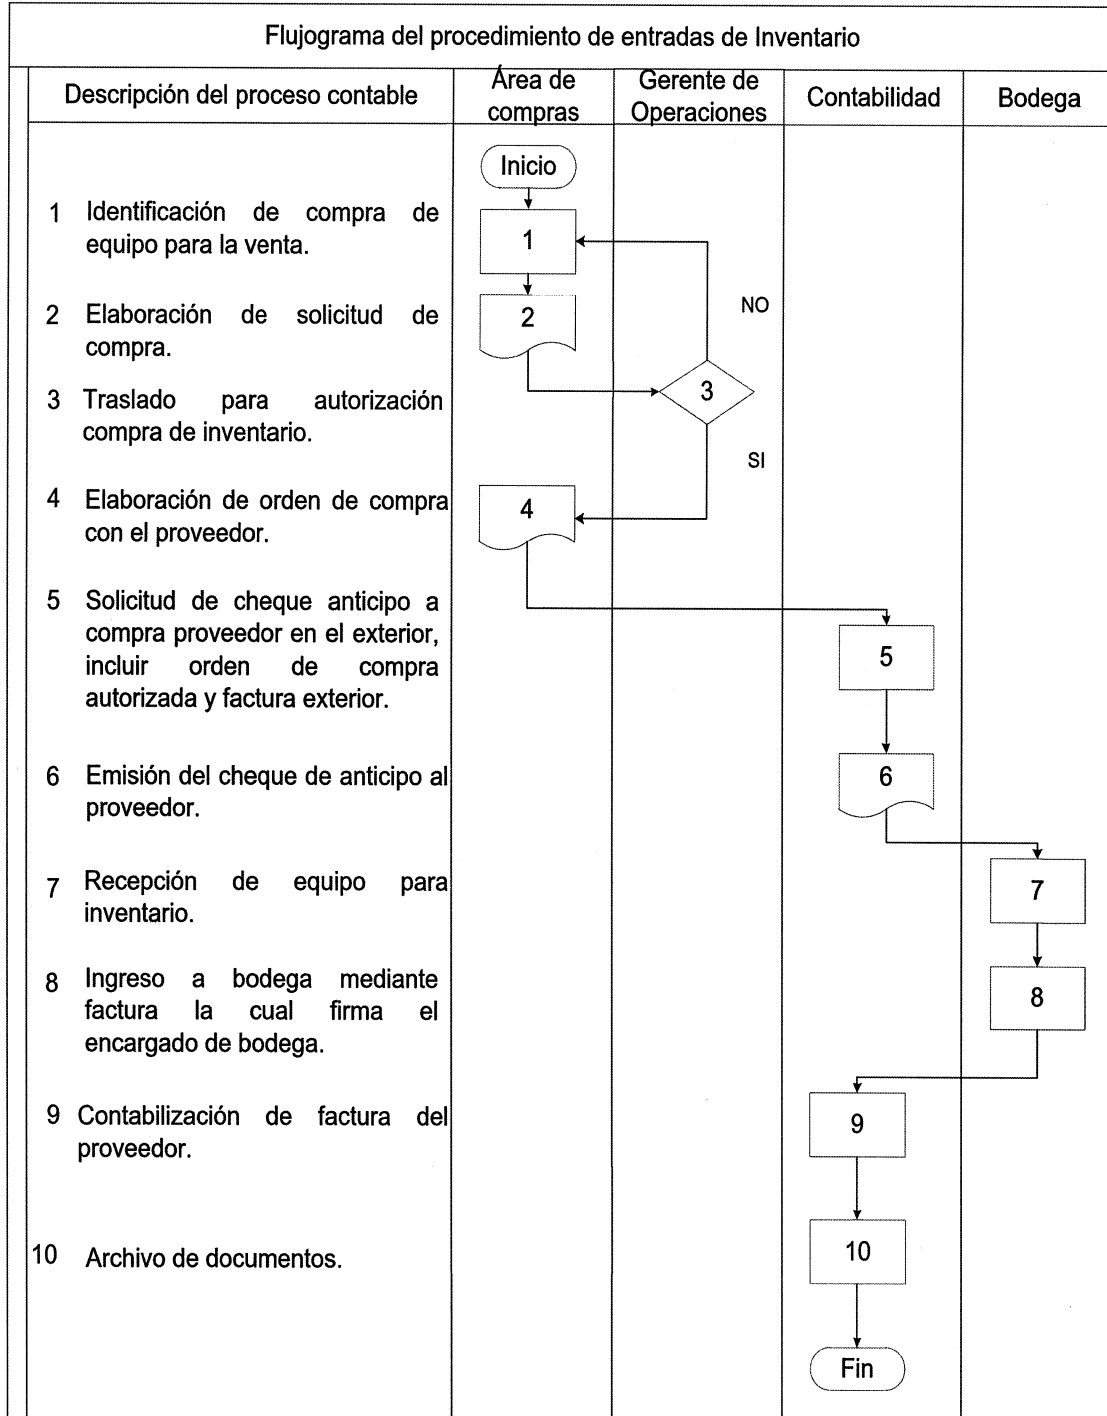 Flujograma del procedimiento de entradas de Inventario
Descripción del proceso contable
Área de
compras
Gerente de
Operaciones
Contabilidad
Bodega
Inicio
1 Identificación de compra de
equipo para la venta.
1
2 Elaboración de solicitud de
compra.
2
NO
3 Traslado para autorización
compra de inventario.
3
SI
4 Elaboración de orden de compra
con el proveedor.
4
5 Solicitud de cheque anticipo a
compra proveedor en el exterior,
incluir orden de compra
autorizada y factura exterior.
5
6 Emisión del cheque de anticipo al
proveedor.
6
7 Recepción de equipo para
inventario.
7
8 Ingreso a bodega mediante
factura la cual firma el
encargado de bodega.
8
9 Contabilización de factura del
proveedor.
9
10 Archivo de documentos.
10
Fin